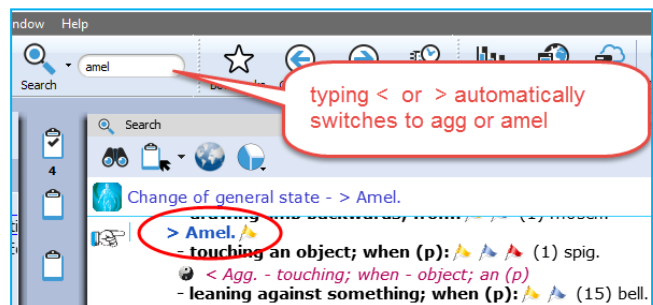 ndow Help
amel
Search
typing < or > automatically
switches to agg or amel
4
Search
Change of general state - > Amel.
> Amel.
- touching an object; when (p): (1) spig.
< Agg. - touching; when - object; an (p)
- leaning against something; when (p): (15) bell.